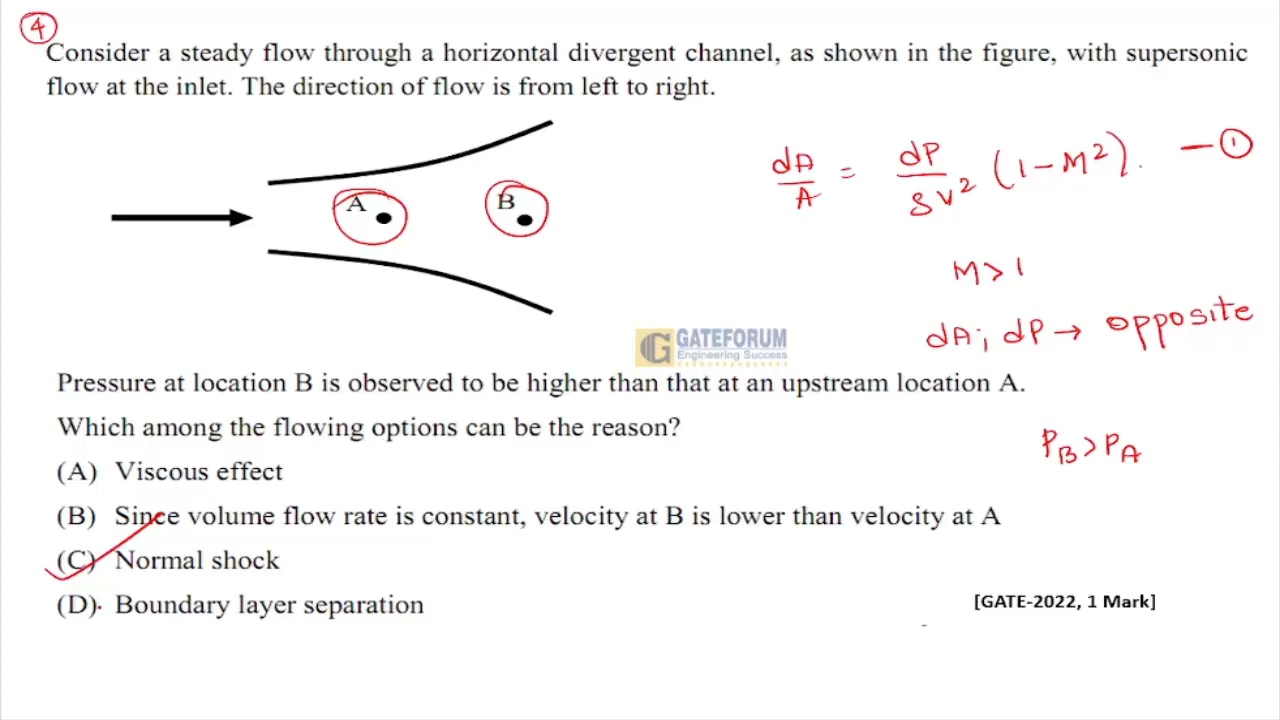 4
Consider a steady flow through a horizontal divergent channel, as shown in the figure, with supersonic
flow at the inlet. The direction of flow is from left to right.
A
B
dA/A = dP/ρV² (1-M²). — 1
M>1
dA; dP → opposite
GATEFORUM
Engineering Success
Pressure at location B is observed to be higher than that at an upstream location A.
Which among the flowing options can be the reason?
P_B>P_A
(A) Viscous effect
(B) Since volume flow rate is constant, velocity at B is lower than velocity at A
(C) Normal shock
(D) Boundary layer separation
[GATE-2022, 1 Mark]